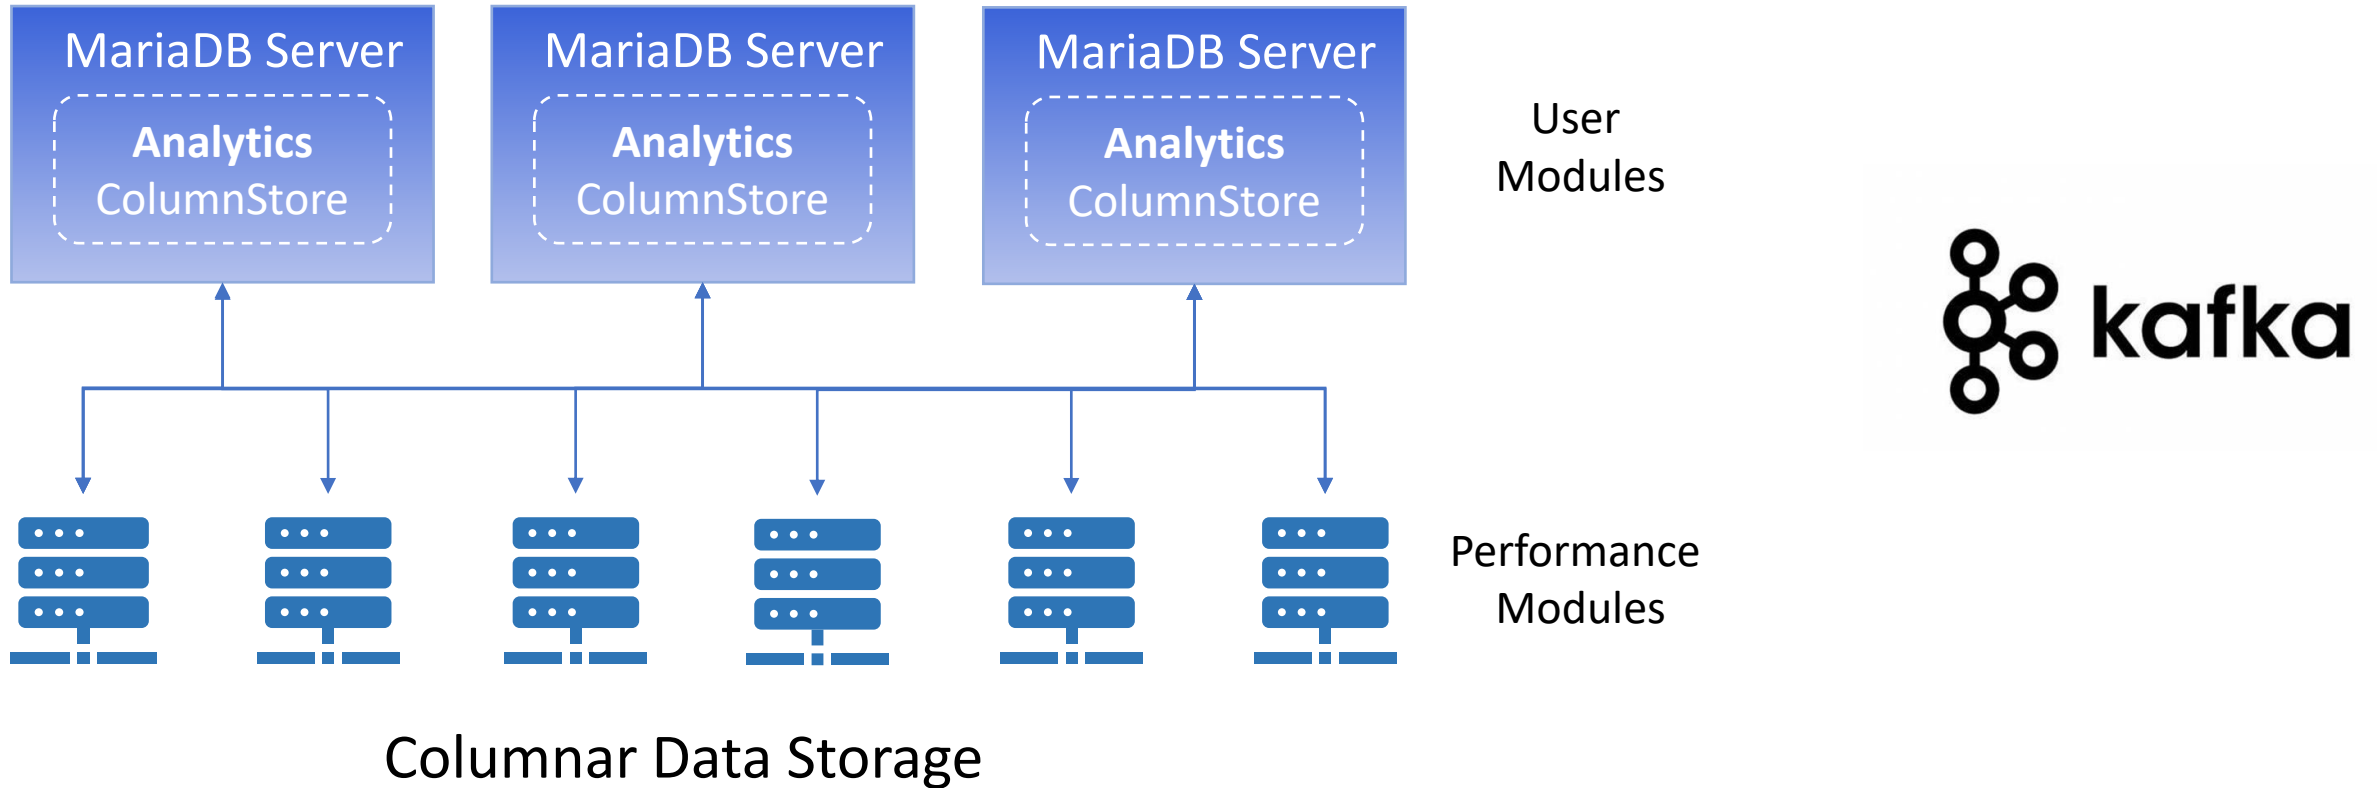 MariaDB Server
Analytics
ColumnStore
MariaDB Server
Analytics
ColumnStore
MariaDB Server
Analytics
ColumnStore
User
Modules
kafka
Performance
Modules
Columnar Data Storage